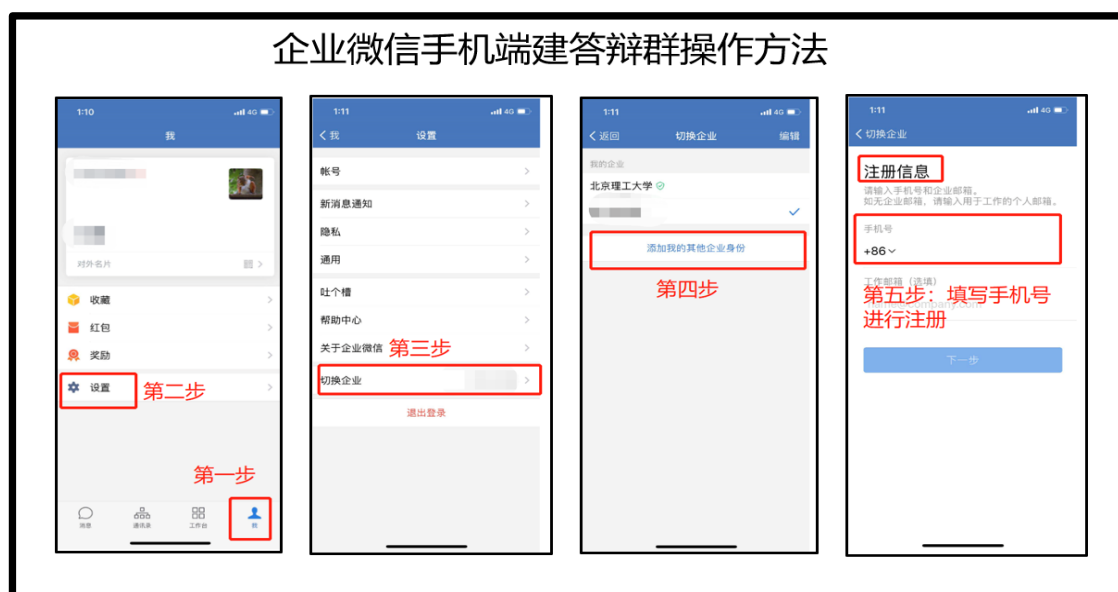 企业微信手机端建答辩群操作方法
1:10
4G
我
对外名片
收藏
红包
奖励
设置
第二步
第一步
消息
通讯录
工作台
我
1:11
4G
我
设置
帐号
新消息通知
隐私
通用
吐个槽
帮助中心
关于企业微信
第三步
切换企业
退出登录
1:11
4G
返回
切换企业
编辑
我的企业
北京理工大学
添加我的其他企业身份
第四步
1:11
4G
切换企业
注册信息
请输入手机号和企业邮箱。
如无企业邮箱，请输入用于工作的个人邮箱。
手机号
+86
工作邮箱（选填）
第五步：填写手机号
进行注册
下一步